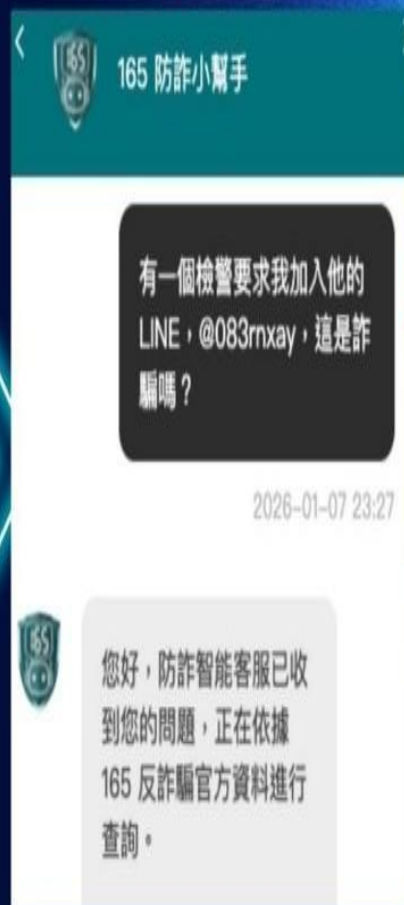 165
165 防詐小幫手
有一個檢警要求我加入他的
LINE,@083rnxay,這是詐
騙嗎?
2026-01-07 23:27
165
您好,防詐智能客服已收
到您的問題,正在依據
165 反詐騙官方資料進行
查詢。